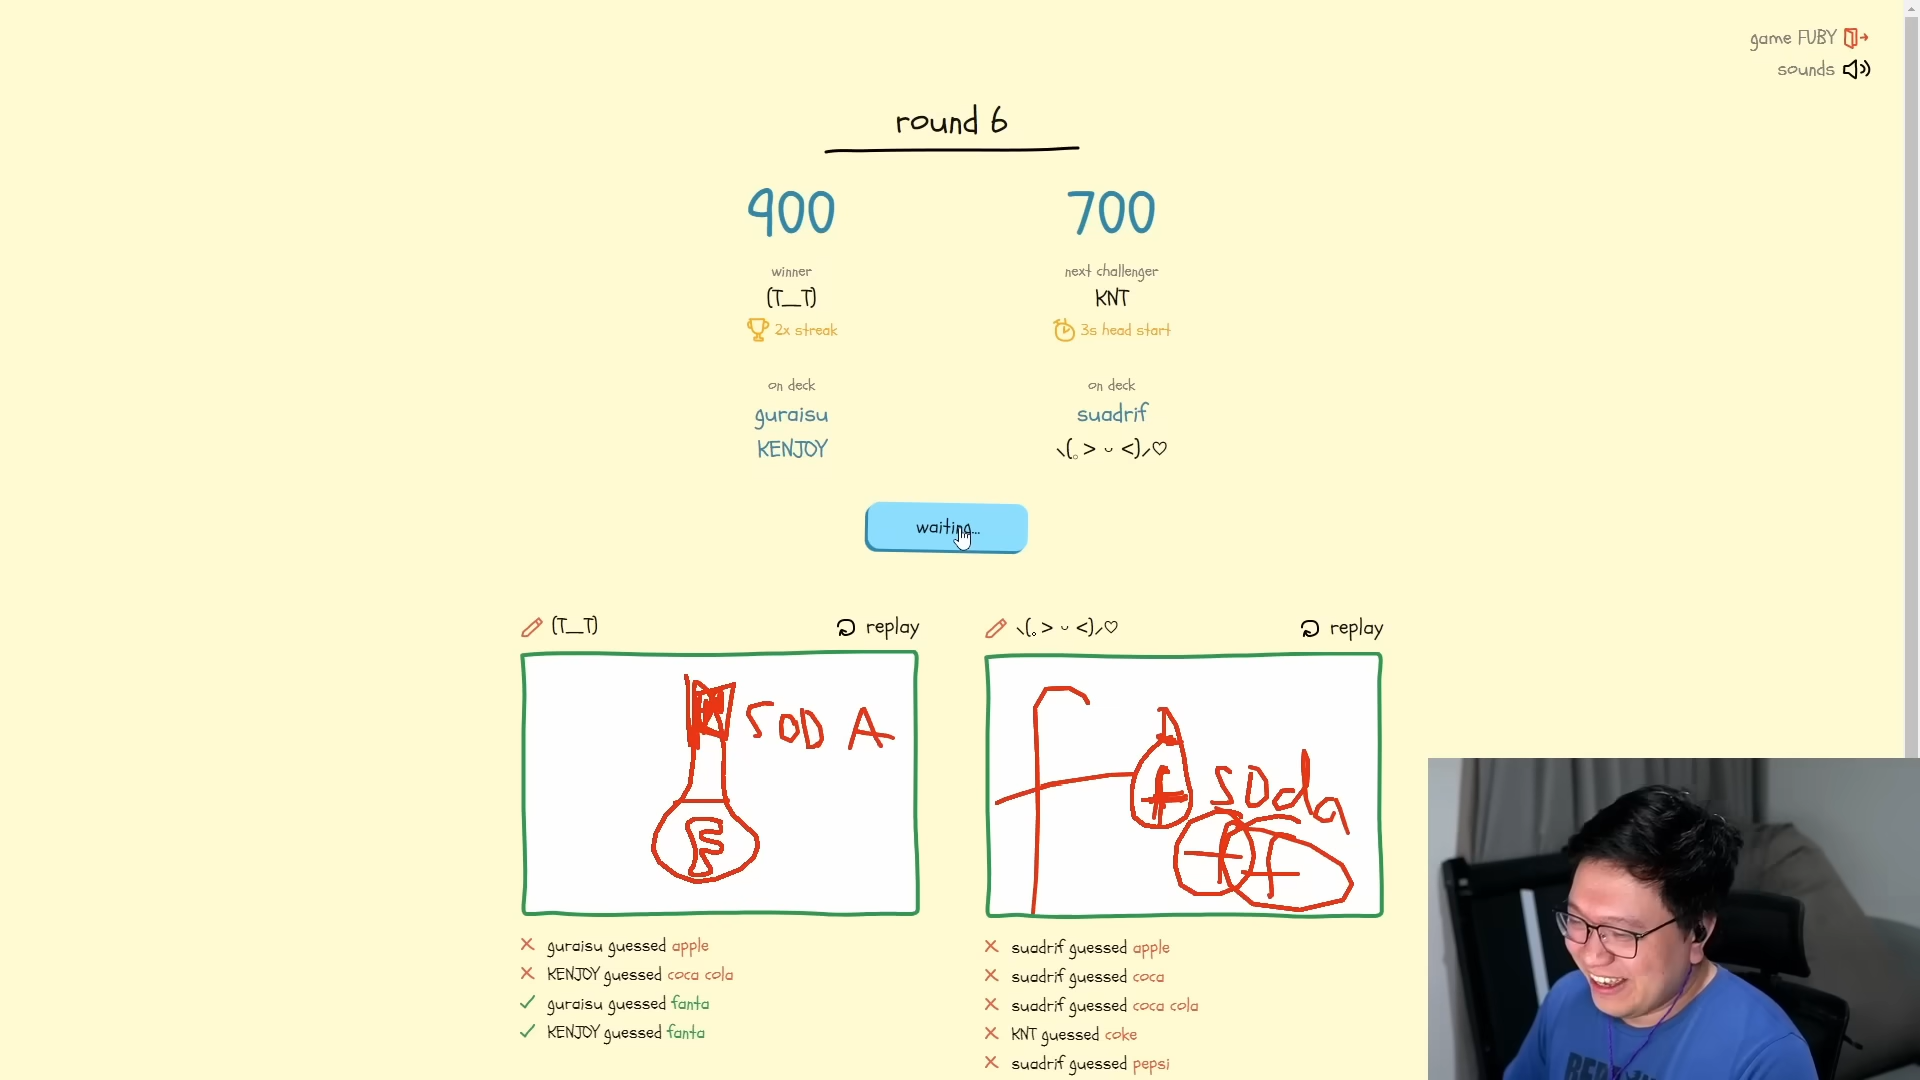 game FUBY
sounds
round 6
900
700
winner
next challenger
(T__T)
KNT
2x streak
3s head start
on deck
on deck
guraisu
suadrif
KENJOY
⸜(｡ > ᵕ < )⸝♡
waiting...
(T__T)
replay
⸜(｡ > ᵕ < )⸝♡
replay
SODA
F
f
soda
guraisu guessed apple
KENJOY guessed coca cola
guraisu guessed fanta
KENJOY guessed fanta
suadrif guessed apple
suadrif guessed coca
suadrif guessed coca cola
KNT guessed coke
suadrif guessed pepsi